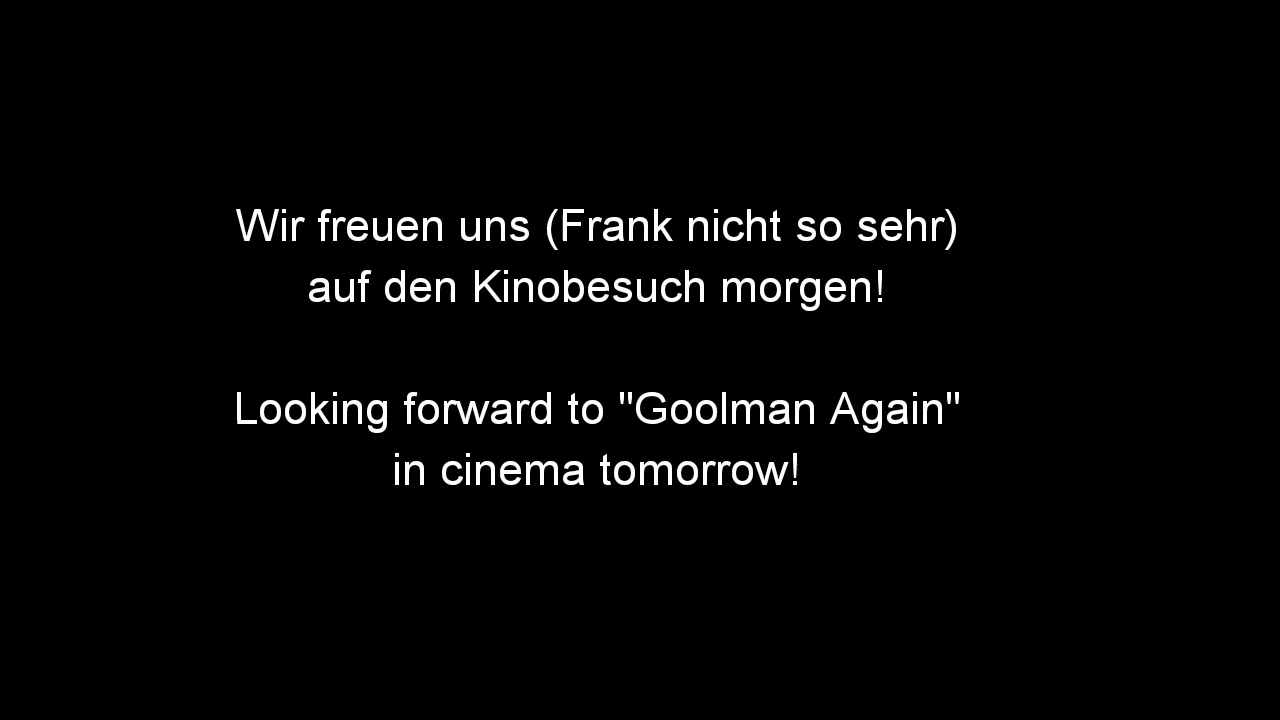 Wir freuen uns (Frank nicht so sehr)
auf den Kinobesuch morgen!
Looking forward to "Goolman Again"
in cinema tomorrow!